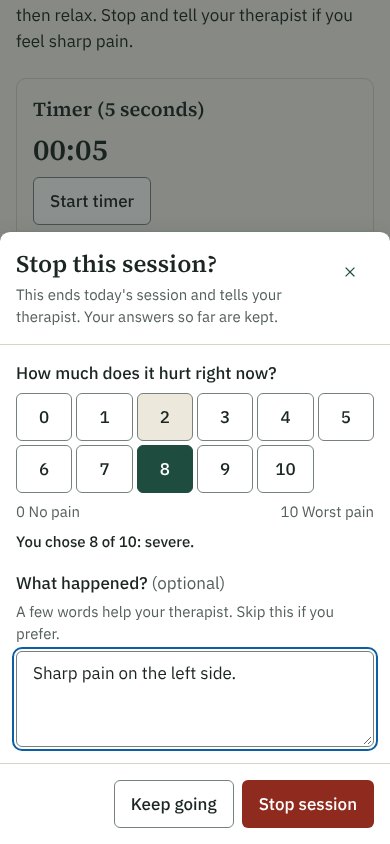 then relax. Stop and tell your therapist if you
feel sharp pain.
Timer (5 seconds)
00:05
Start timer
Stop this session?
This ends today's session and tells your
therapist. Your answers so far are kept.
How much does it hurt right now?
0 1 2 3 4 5
6 7 8 9 10
0 No pain 10 Worst pain
You chose 8 of 10: severe.
What happened? (optional)
A few words help your therapist. Skip this if you
prefer.
Sharp pain on the left side.
Keep going Stop session